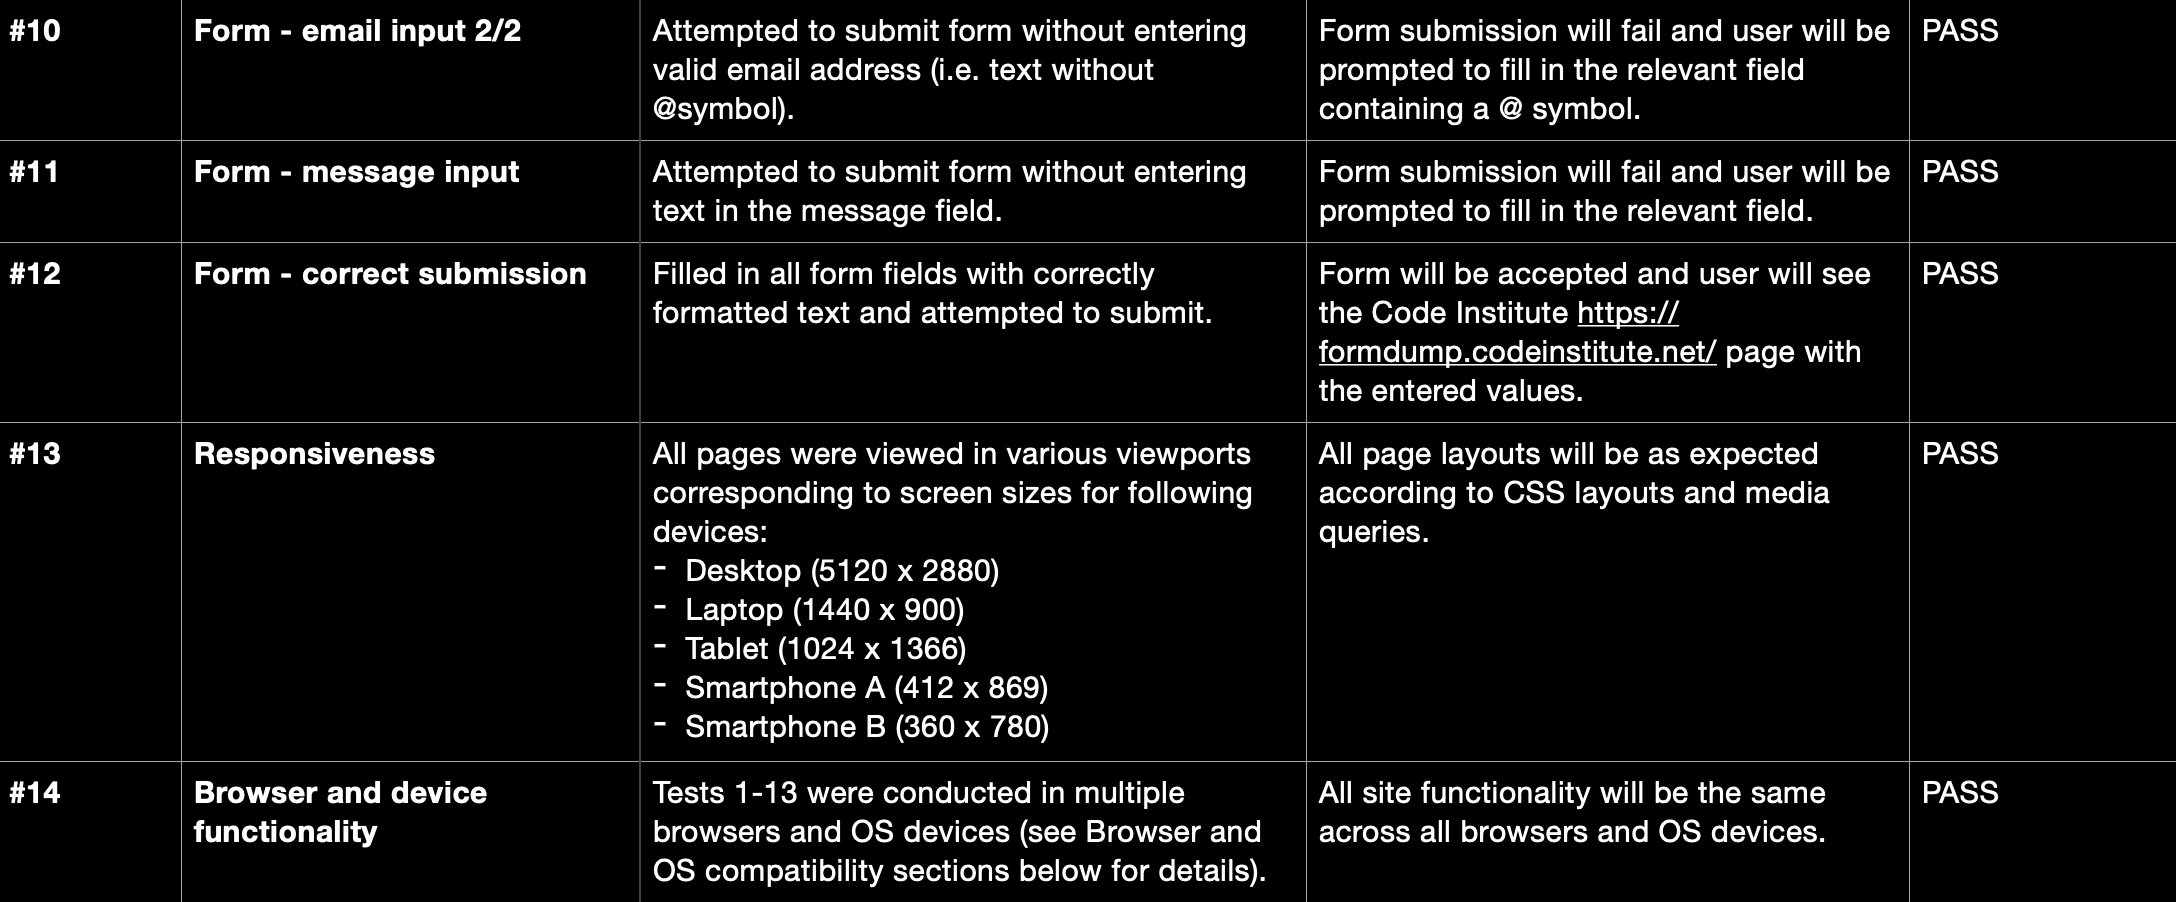 #10
Form - email input 2/2
Attempted to submit form without entering
valid email address (i.e. text without
@symbol).
Form submission will fail and user will be
prompted to fill in the relevant field
containing a @ symbol.
PASS
#11
Form - message input
Attempted to submit form without entering
text in the message field.
Form submission will fail and user will be
prompted to fill in the relevant field.
PASS
#12
Form - correct submission
Filled in all form fields with correctly
formatted text and attempted to submit.
Form will be accepted and user will see
the Code Institute https://
formdump.codeinstitute.net/ page with
the entered values.
PASS
#13
Responsiveness
All pages were viewed in various viewports
corresponding to screen sizes for following
devices:
- Desktop (5120 x 2880)
- Laptop (1440 x 900)
- Tablet (1024 x 1366)
- Smartphone A (412 x 869)
- Smartphone B (360 x 780)
All page layouts will be as expected
according to CSS layouts and media
queries.
PASS
#14
Browser and device
functionality
Tests 1-13 were conducted in multiple
browsers and OS devices (see Browser and
OS compatibility sections below for details).
All site functionality will be the same
across all browsers and OS devices.
PASS